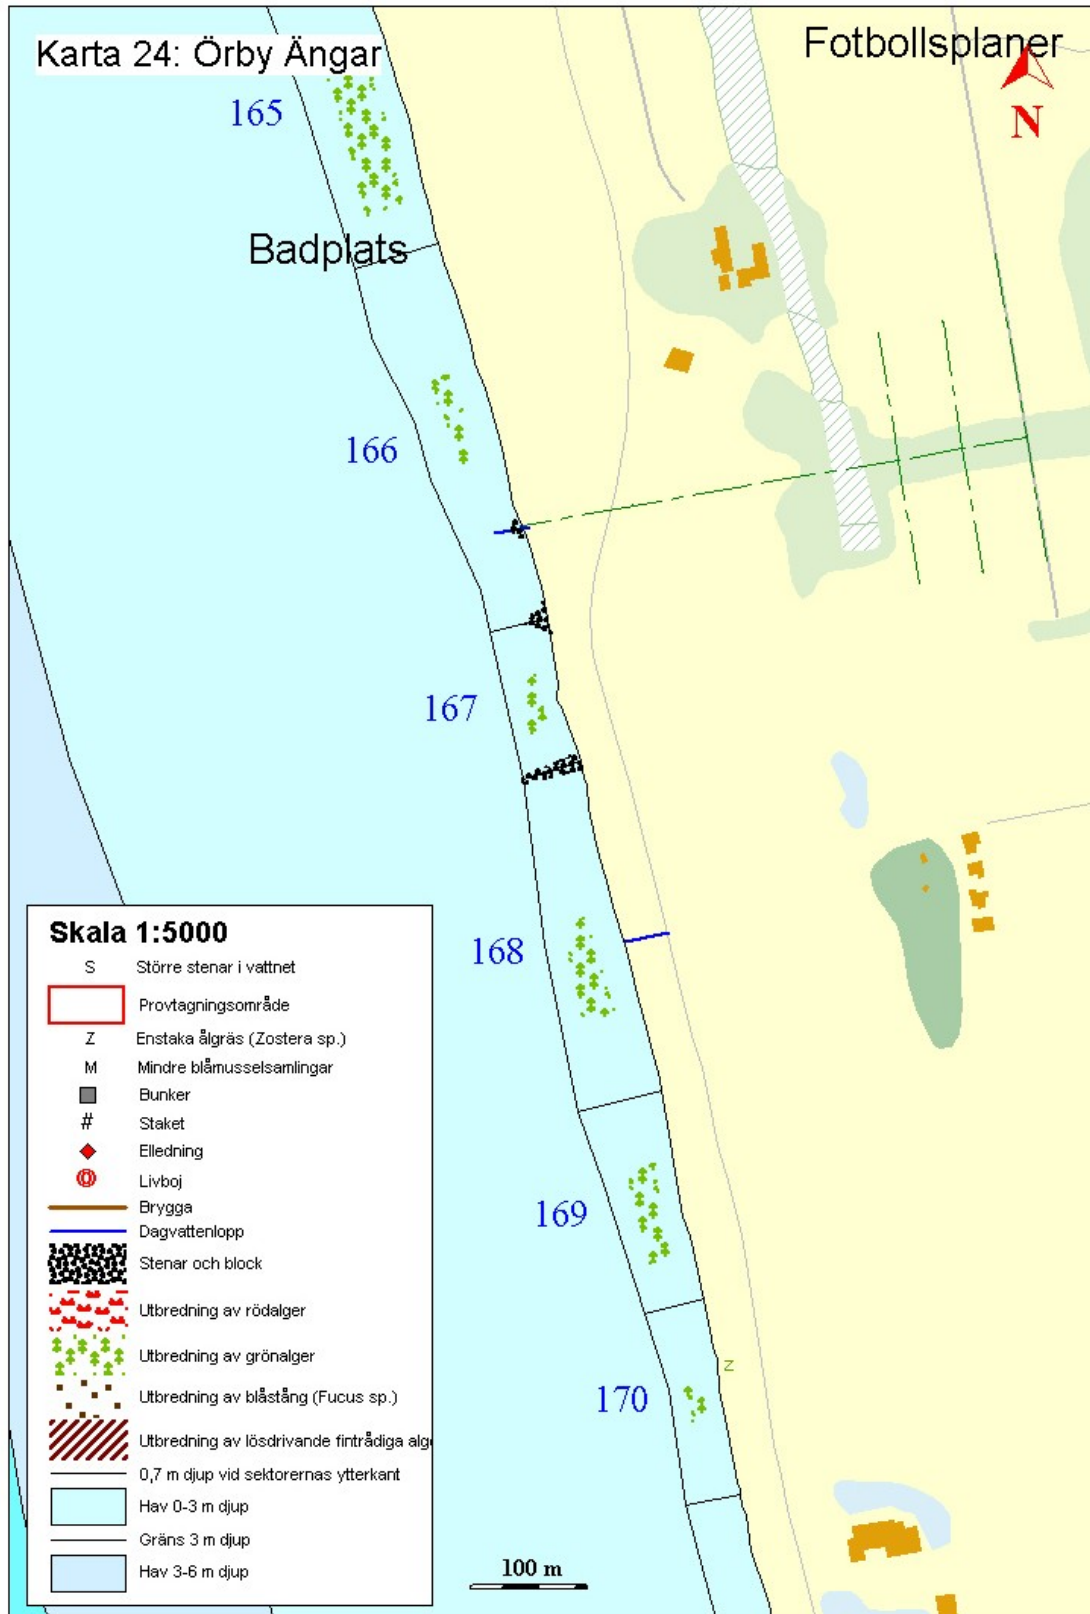 Karta 24: Örby Ängar
Fotbollsplaner
N
165
Badplats
166
167
168
169
Z
170
Skala 1:5000
S Större stenar i vattnet
Provtagningsområde
Z Enstaka ålgräs (Zostera sp.)
M Mindre blåmusselsamlingar
Bunker
# Staket
Elledning
Livboj
Brygga
Dagvattenlopp
Stenar och block
Utbredning av rödalger
Utbredning av grönalger
Utbredning av blåstång (Fucus sp.)
Utbredning av lösdrivande fintrådiga alg
0,7 m djup vid sektorernas ytterkant
Hav 0-3 m djup
Gräns 3 m djup
Hav 3-6 m djup
100 m